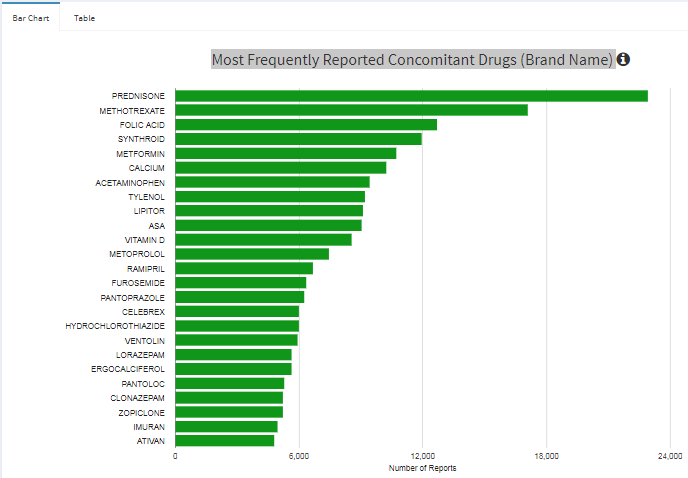 Bar Chart Table
Most Frequently Reported Concomitant Drugs (Brand Name)
PREDNISONE
METHOTREXATE
FOLIC ACID
SYNTHROID
METFORMIN
CALCIUM
ACETAMINOPHEN
TYLENOL
LIPITOR
ASA
VITAMIN D
METOPROLOL
RAMIPRIL
FUROSEMIDE
PANTOPRAZOLE
CELEBREX
HYDROCHLOROTHIAZIDE
VENTOLIN
LORAZEPAM
ERGOCALCIFEROL
PANTOLOC
CLONAZEPAM
ZOPICLONE
IMURAN
ATIVAN
0 6,000 12,000 18,000 24,000
Number of Reports